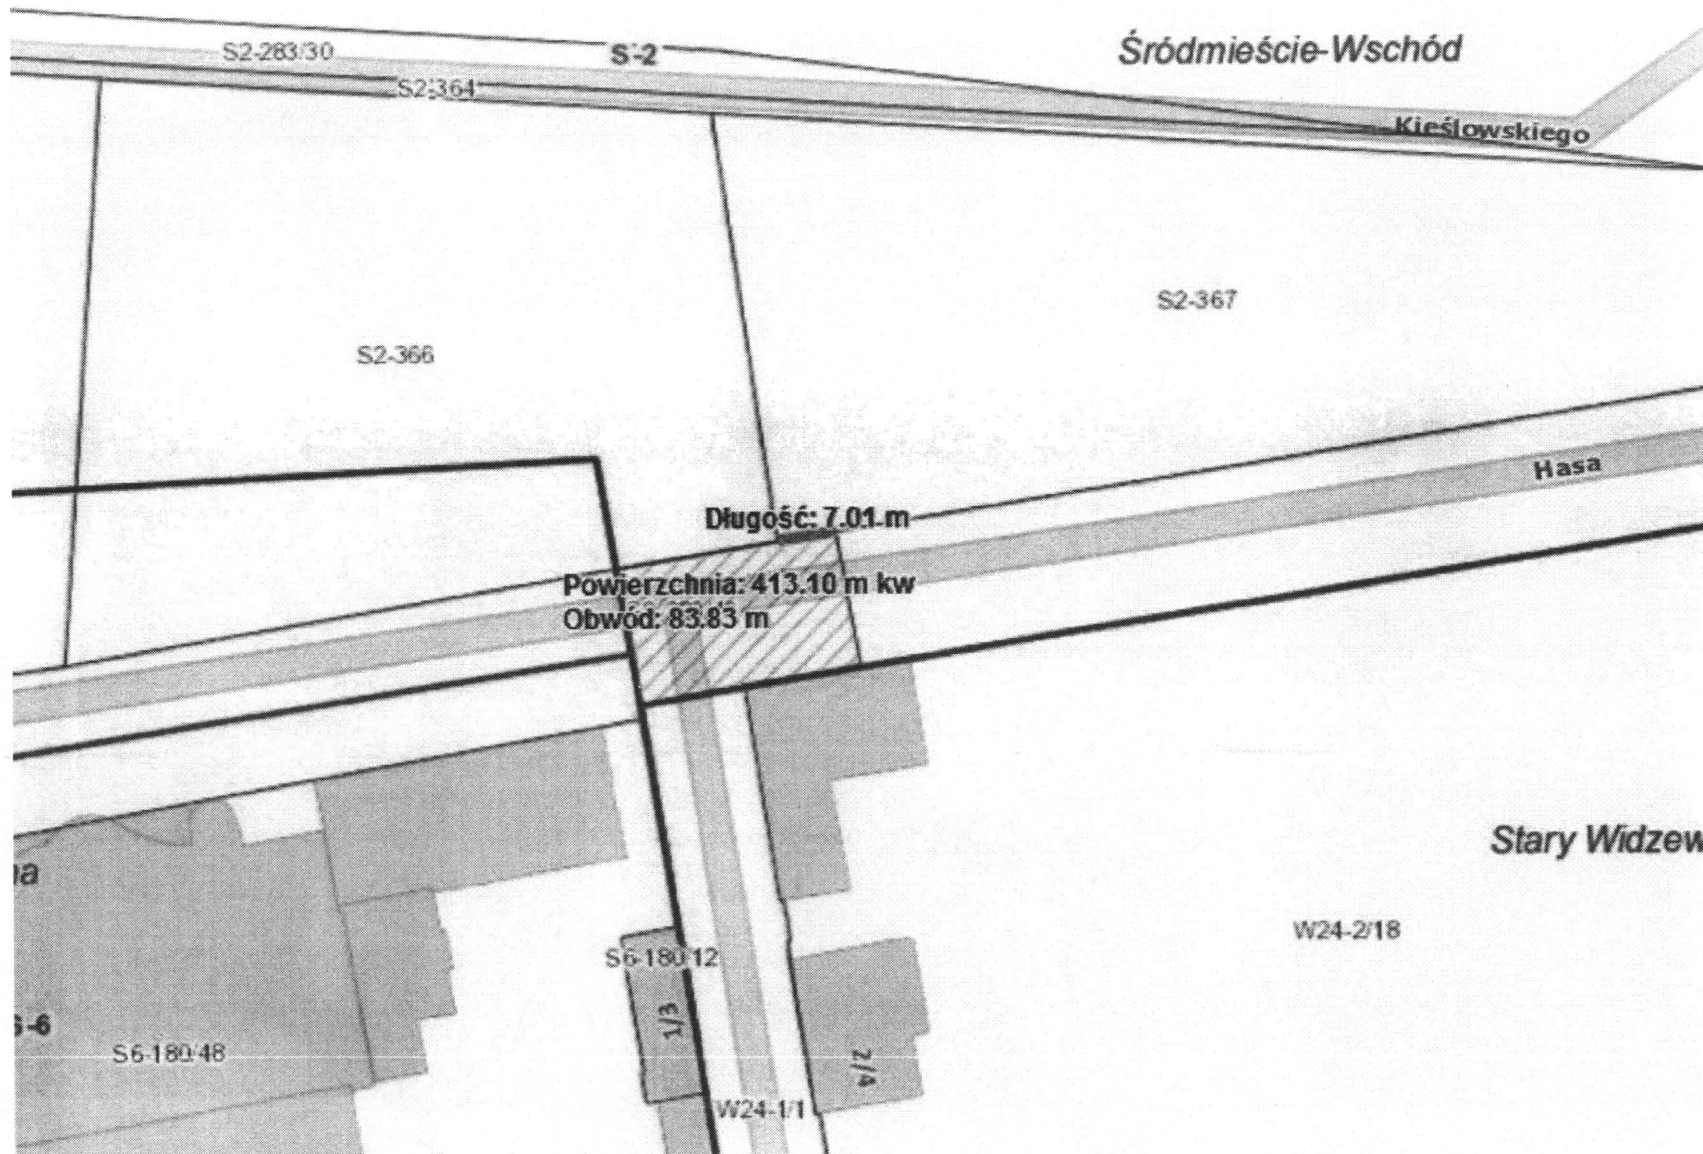 Śródmieście-Wschód
S2-283/30
S-2
S2-364
Kieślowskiego
S2-367
S2-366
Hasa
Długość: 7.01 m
Powierzchnia: 413.10 m kw
Obwód: 83.83 m
Stary Widzew
na
W24-2/18
S6-180/12
1/3
S-6
S6-180/48
2/4
W24-1/1